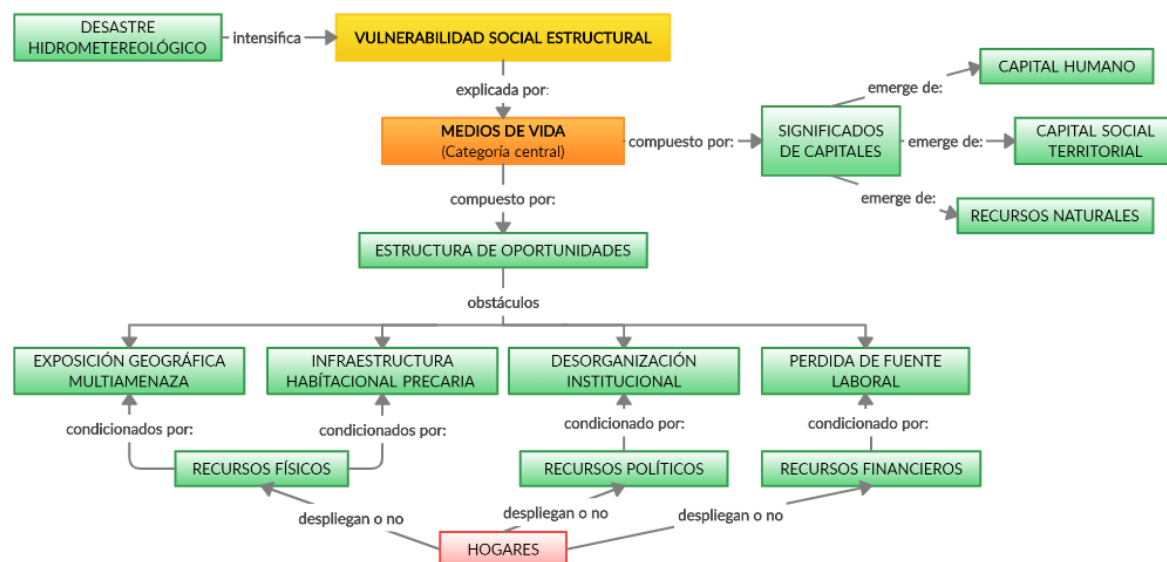 DESASTRE
HIDROMETEREOLÓGICO
intensifica
VULNERABILIDAD SOCIAL ESTRUCTURAL
explicada por:
MEDIOS DE VIDA
(Categoría central)
compuesto por:
SIGNIFICADOS
DE CAPITALES
emerge de:
CAPITAL HUMANO
emerge de:
CAPITAL SOCIAL
TERRITORIAL
emerge de:
RECURSOS NATURALES
compuesto por:
ESTRUCTURA DE OPORTUNIDADES
obstáculos
EXPOSICIÓN GEOGRÁFICA
MULTIAMENAZA
INFRAESTRUCTURA
HABÍTACIONAL PRECARIA
DESORGANIZACIÓN
INSTITUCIONAL
PERDIDA DE FUENTE
LABORAL
condicionados por:
condicionados por:
condicionado por:
condicionado por:
RECURSOS FÍSICOS
RECURSOS POLÍTICOS
RECURSOS FINANCIEROS
despliegan o no
despliegan o no
despliegan o no
HOGARES